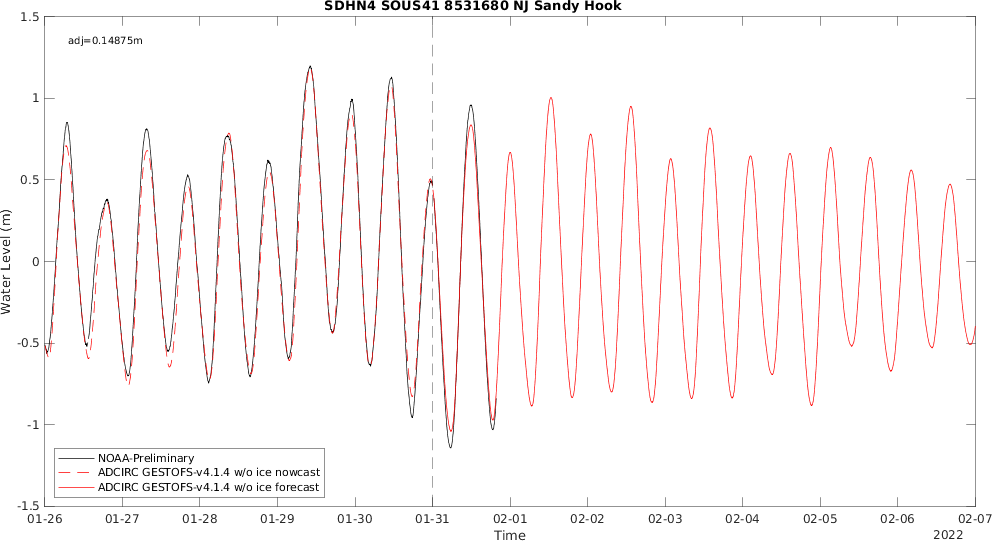 SDHN4 SOUS41 8531680 NJ Sandy Hook
adj=0.14875m
1.5
1
0.5
0
-0.5
-1
-1.5
Water Level (m)
NOAA-Preliminary
ADCIRC GESTOFS-v4.1.4 w/o ice nowcast
ADCIRC GESTOFS-v4.1.4 w/o ice forecast
01-26 01-27 01-28 01-29 01-30 01-31 02-01 02-02 02-03 02-04 02-05 02-06 02-07
Time
2022